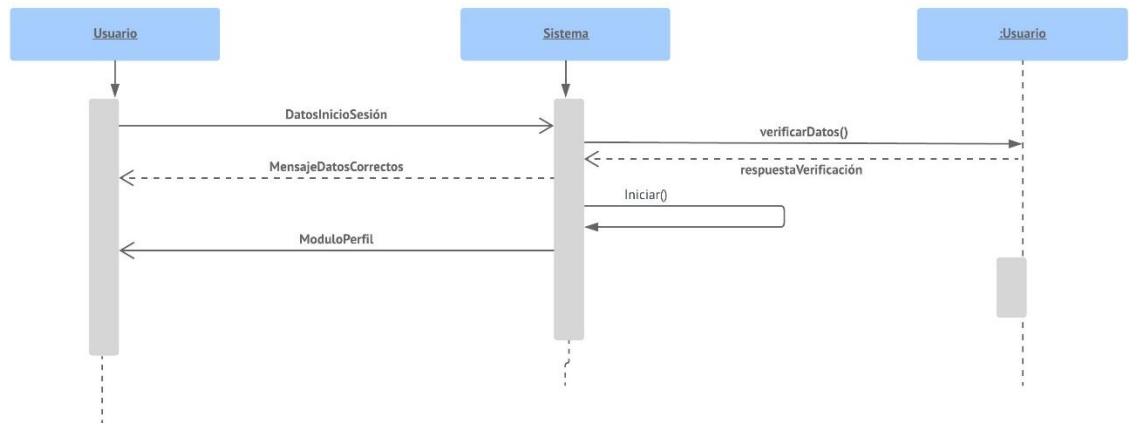 Usuario
Sistema
:Usuario
DatosInicioSesión
verificarDatos()
MensajeDatosCorrectos
respuestaVerificación
Iniciar()
ModuloPerfil